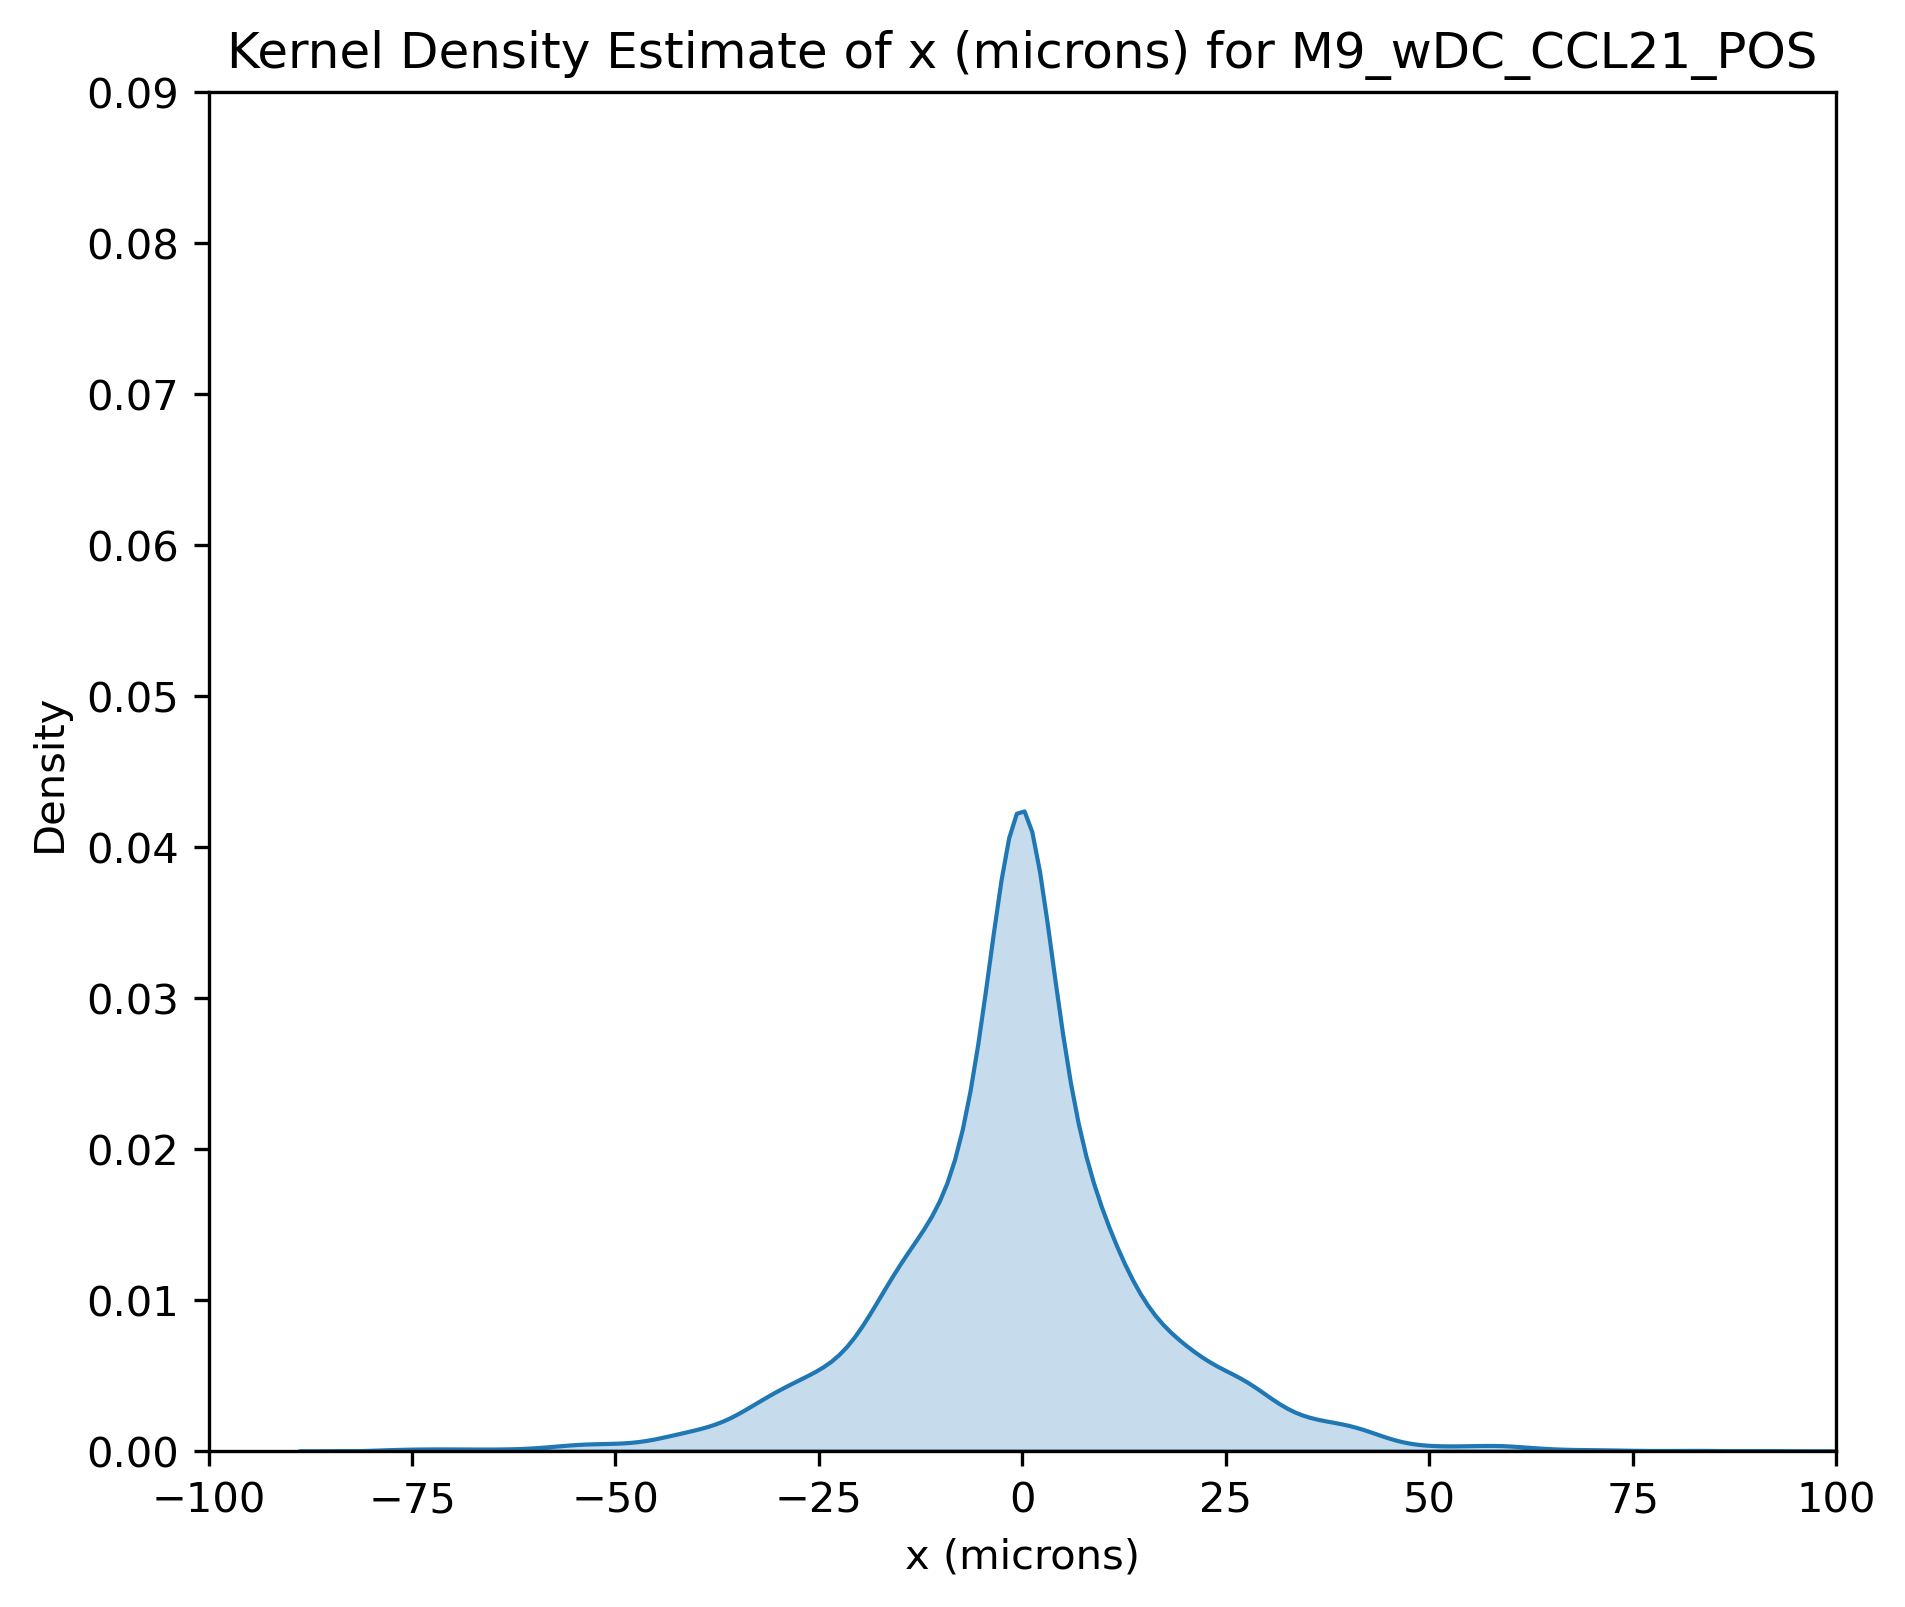 Kernel Density Estimate of x (microns) for M9_wDC_CCL21_POS
0.09
0.08
0.07
0.06
0.05
0.04
0.03
0.02
0.01
0.00
Density
−100 −75 −50 −25 0 25 50 75 100
x (microns)